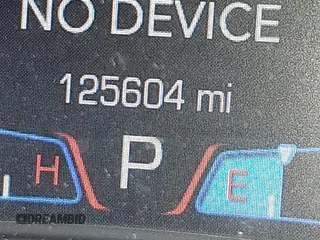 NO DEVICE
125604 mi
H P E
DREAMBID